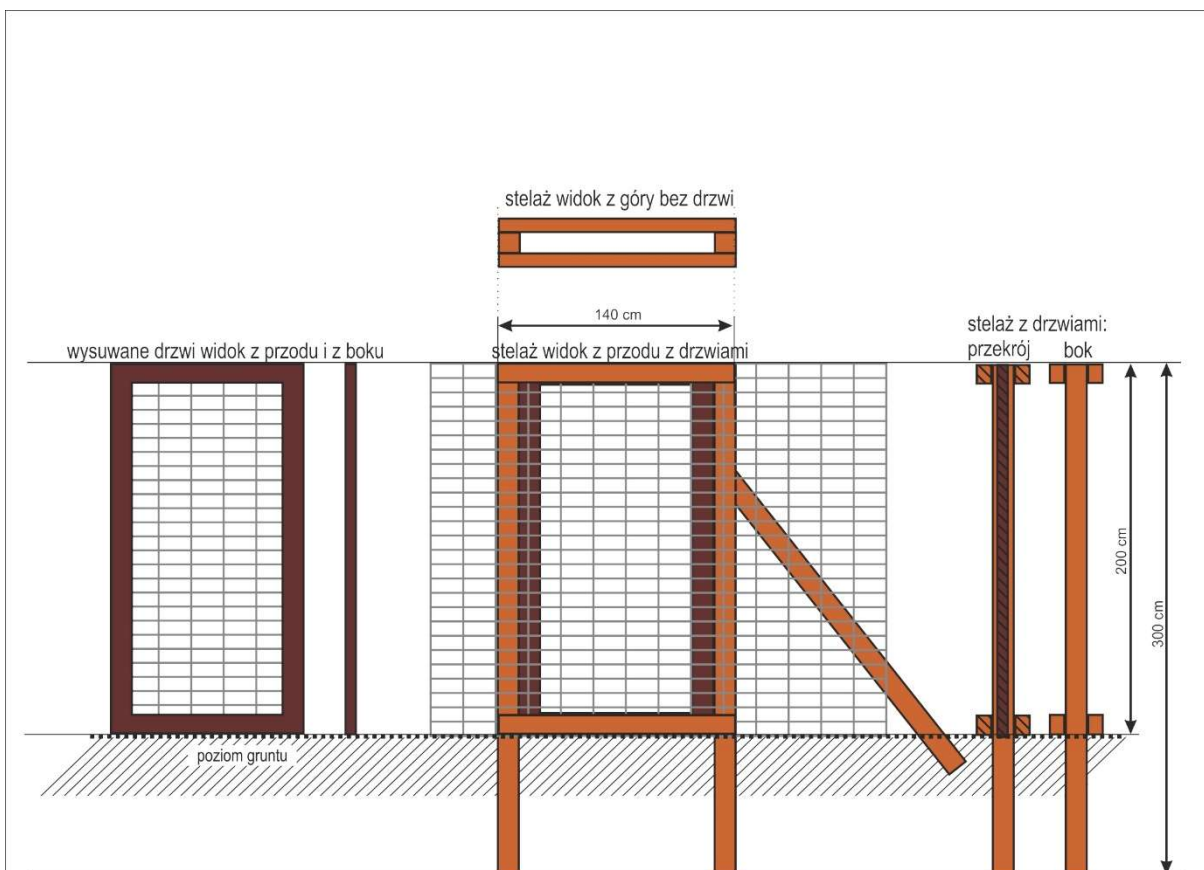 stelaż widok z góry bez drzwi
140 cm
wysuwane drzwi widok z przodu i z boku
stelaż widok z przodu z drzwiami
stelaż z drzwiami:
przekrój
bok
200 cm
300 cm
poziom gruntu